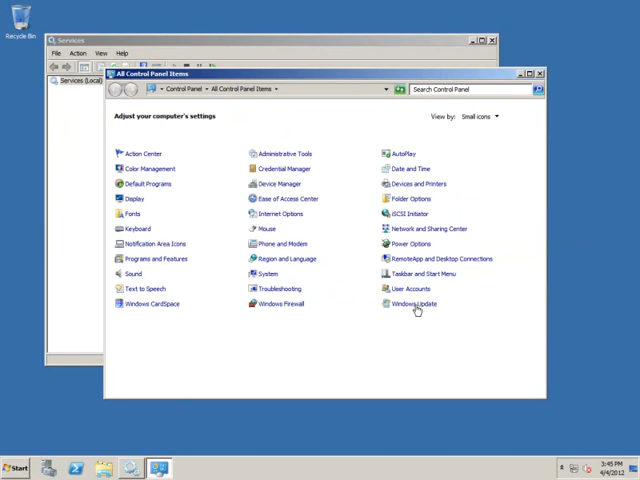 Recycle Bin
Services
File Action View Help
Services (Local)
All Control Panel Items
Control Panel All Control Panel Items
Search Control Panel
Adjust your computer's settings
View by: Small icons
Action Center
Administrative Tools
AutoPlay
Color Management
Credential Manager
Date and Time
Default Programs
Device Manager
Devices and Printers
Display
Ease of Access Center
Folder Options
Fonts
Internet Options
iSCSI Initiator
Keyboard
Mouse
Network and Sharing Center
Notification Area Icons
Phone and Modem
Power Options
Programs and Features
Region and Language
RemoteApp and Desktop Connections
Sound
System
Taskbar and Start Menu
Text to Speech
Troubleshooting
User Accounts
Windows CardSpace
Windows Firewall
Windows Update
Start
3:45 PM
4/4/2012